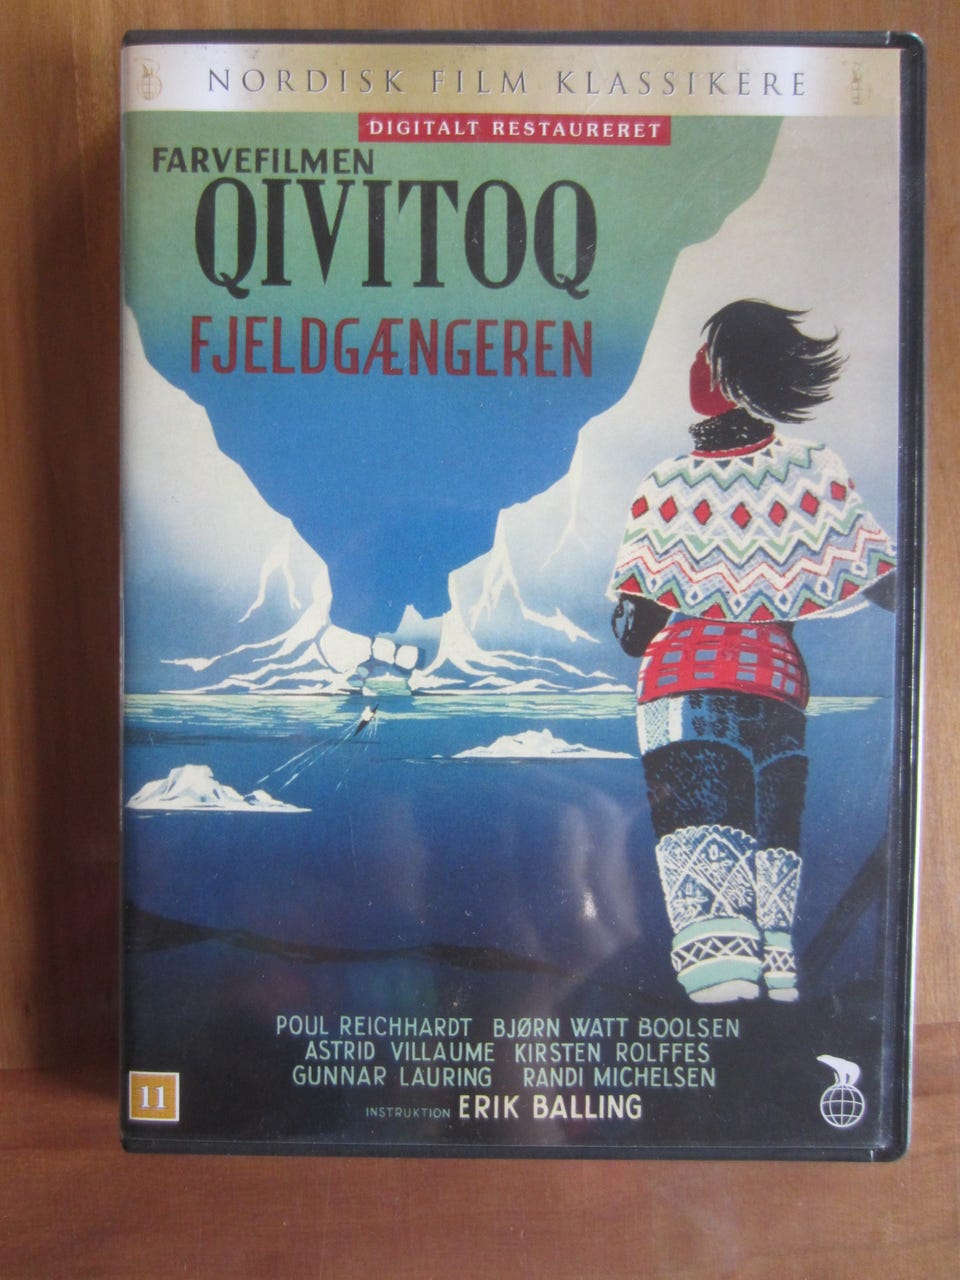 NORDISK FILM KLASSIKERE
DIGITALT RESTAURERET
FARVEFILMEN
QIVITOQ
FJELDGÆNGEREN
POUL REICHHARDT BJØRN WATT BOOLSEN
ASTRID VILLAUME KIRSTEN ROLFFES
GUNNAR LAURING RANDI MICHELSEN
INSTRUKTION ERIK BALLING
11